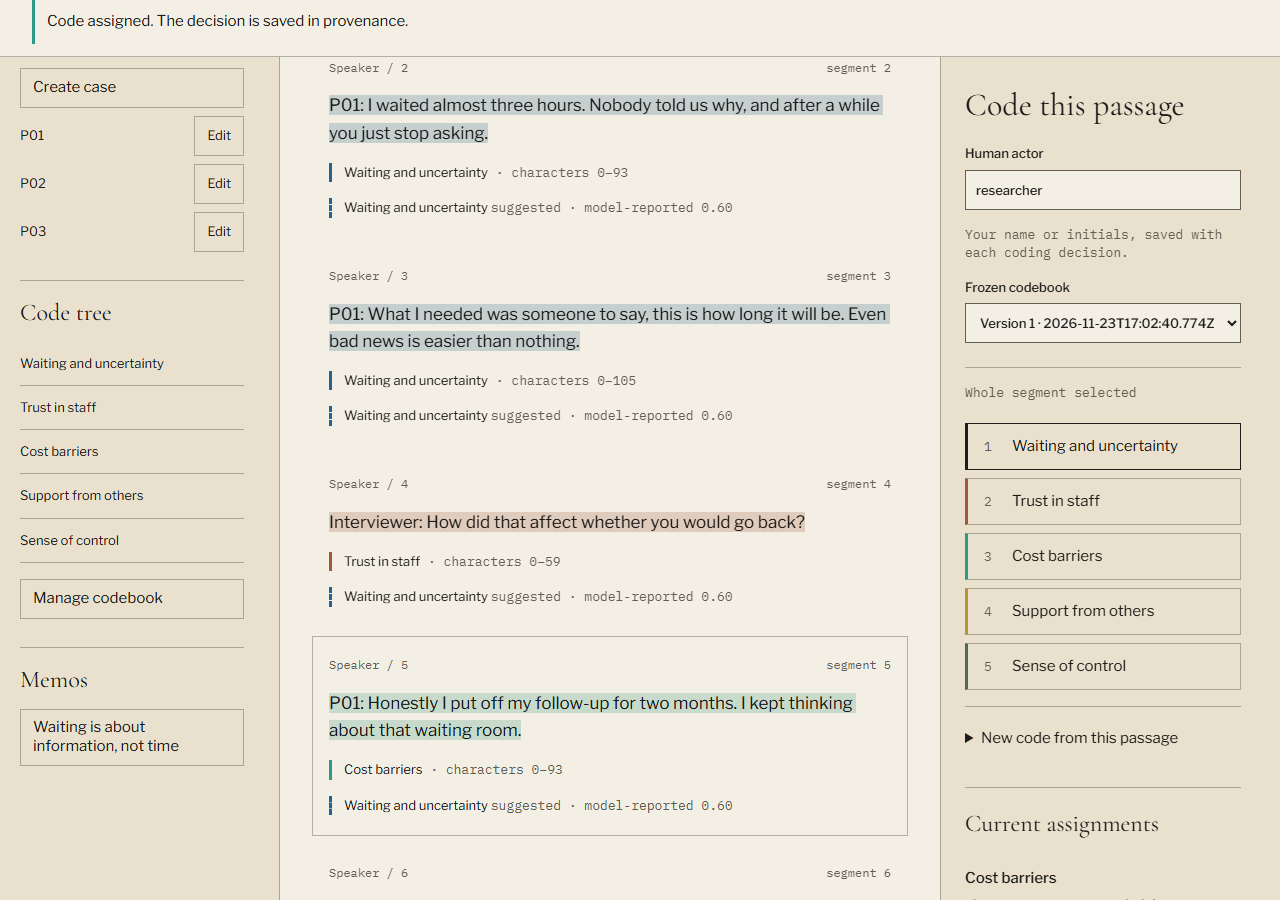 Code assigned. The decision is saved in provenance.
Create case
P01
Edit
P02
Edit
P03
Edit
Code tree
Waiting and uncertainty
Trust in staff
Cost barriers
Support from others
Sense of control
Manage codebook
Memos
Waiting is about
information, not time
Speaker / 2
segment 2
P01: I waited almost three hours. Nobody told us why, and after a while
you just stop asking.
Waiting and uncertainty · characters 0–93
Waiting and uncertainty suggested · model-reported 0.60
Speaker / 3
segment 3
P01: What I needed was someone to say, this is how long it will be. Even
bad news is easier than nothing.
Waiting and uncertainty · characters 0–105
Waiting and uncertainty suggested · model-reported 0.60
Speaker / 4
segment 4
Interviewer: How did that affect whether you would go back?
Trust in staff · characters 0–59
Waiting and uncertainty suggested · model-reported 0.60
Speaker / 5
segment 5
P01: Honestly I put off my follow-up for two months. I kept thinking
about that waiting room.
Cost barriers · characters 0–93
Waiting and uncertainty suggested · model-reported 0.60
Speaker / 6
segment 6
Code this passage
Human actor
researcher
Your name or initials, saved with
each coding decision.
Frozen codebook
Version 1 · 2026-11-23T17:02:40.774Z
Whole segment selected
1 Waiting and uncertainty
2 Trust in staff
3 Cost barriers
4 Support from others
5 Sense of control
New code from this passage
Current assignments
Cost barriers